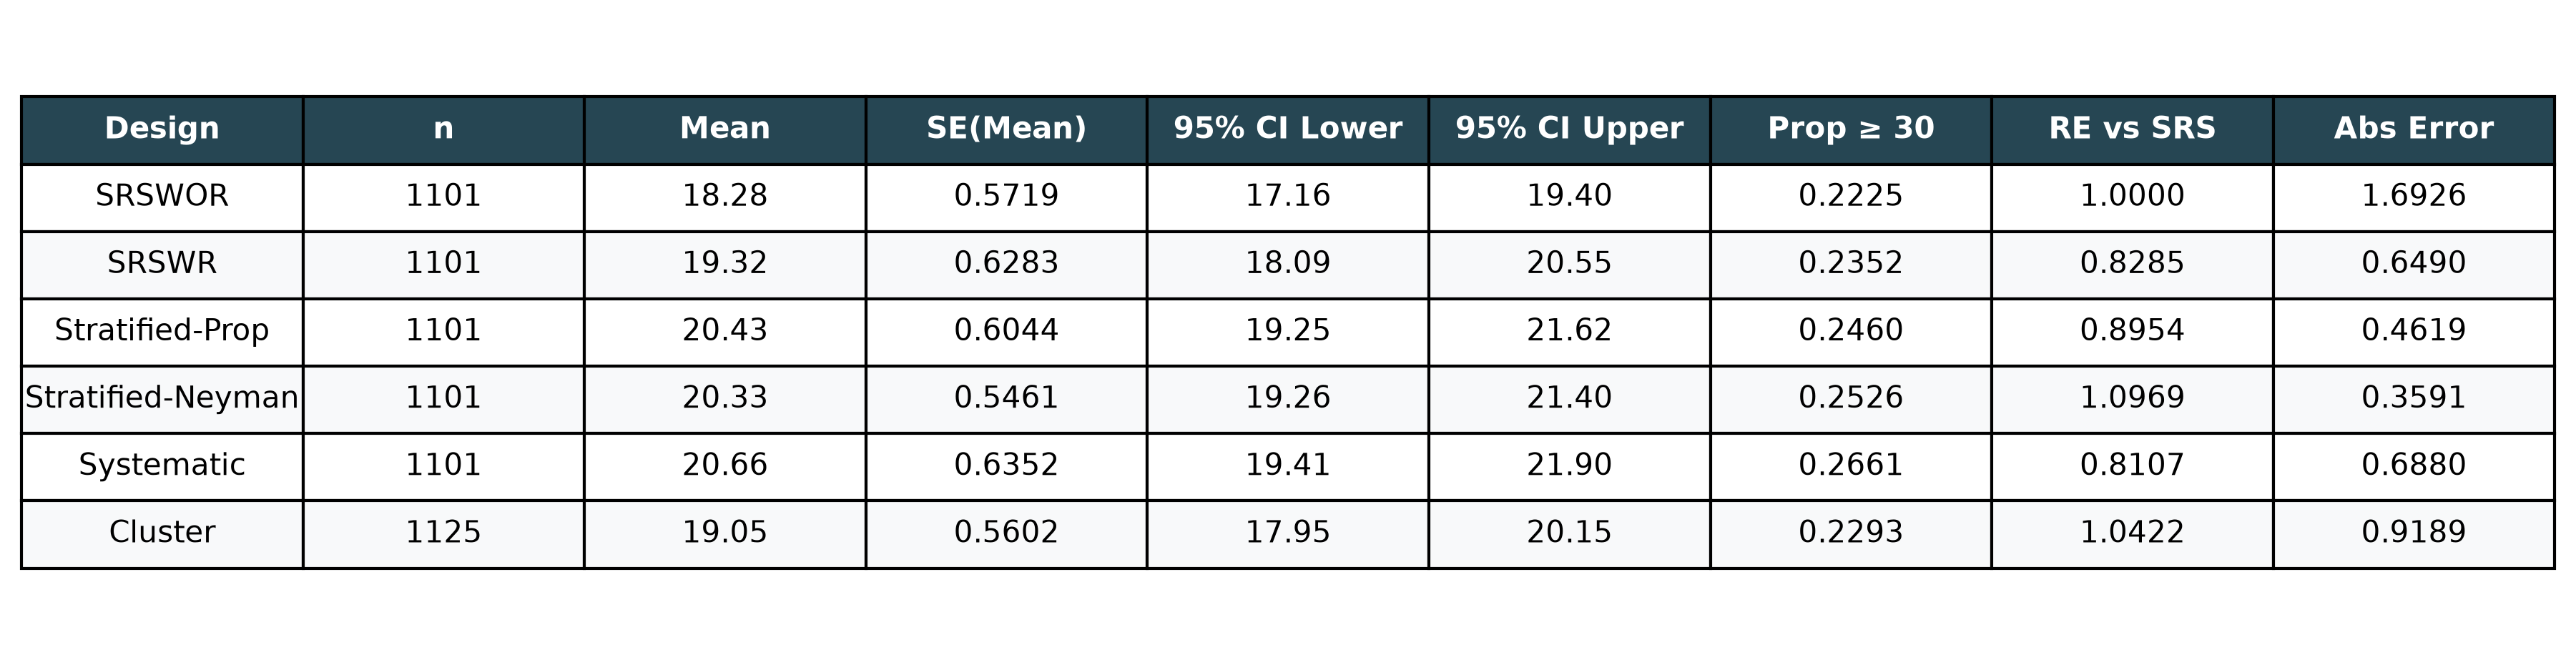 Design n Mean SE(Mean) 95% CI Lower 95% CI Upper Prop ≥ 30 RE vs SRS Abs Error
SRSWOR 1101 18.28 0.5719 17.16 19.40 0.2225 1.0000 1.6926
SRSWR 1101 19.32 0.6283 18.09 20.55 0.2352 0.8285 0.6490
Stratified-Prop 1101 20.43 0.6044 19.25 21.62 0.2460 0.8954 0.4619
Stratified-Neyman 1101 20.33 0.5461 19.26 21.40 0.2526 1.0969 0.3591
Systematic 1101 20.66 0.6352 19.41 21.90 0.2661 0.8107 0.6880
Cluster 1125 19.05 0.5602 17.95 20.15 0.2293 1.0422 0.9189